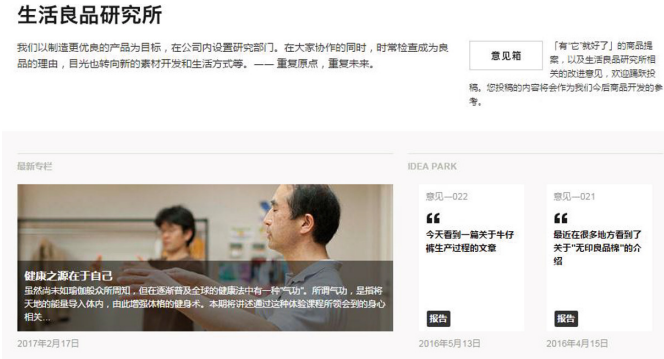 生活良品研究所
我们以制造更优良的产品为目标，在公司内设置研究部门。在大家协作的同时，时常检查成为良
品的理由，目光也转向新的素材开发和生活方式等。—— 重复原点，重复未来。
意见箱
「有"它"就好了」的商品提
案，以及生活良品研究所相
关的改进意见，欢迎踊跃投
稿。您投稿的内容将会作为我们今后商品开发的参
考。
最新专栏
健康之源在于自己
虽然尚未如瑜伽般众所周知，但在逐渐普及全球的健康法中有一种"气功"。所谓气功，是指将
天地的能是导入体内，由此增强体格的健身术。本期将讲述通过这种体验课程所领会到的身心
相关...
2017年2月17日
IDEA PARK
意见—022
今天看到一篇关于牛仔
裤生产过程的文章
报告
2016年5月13日
意见—021
最近在很多地方看到了
关于"无印良品棉"的介
绍
报告
2016年4月15日